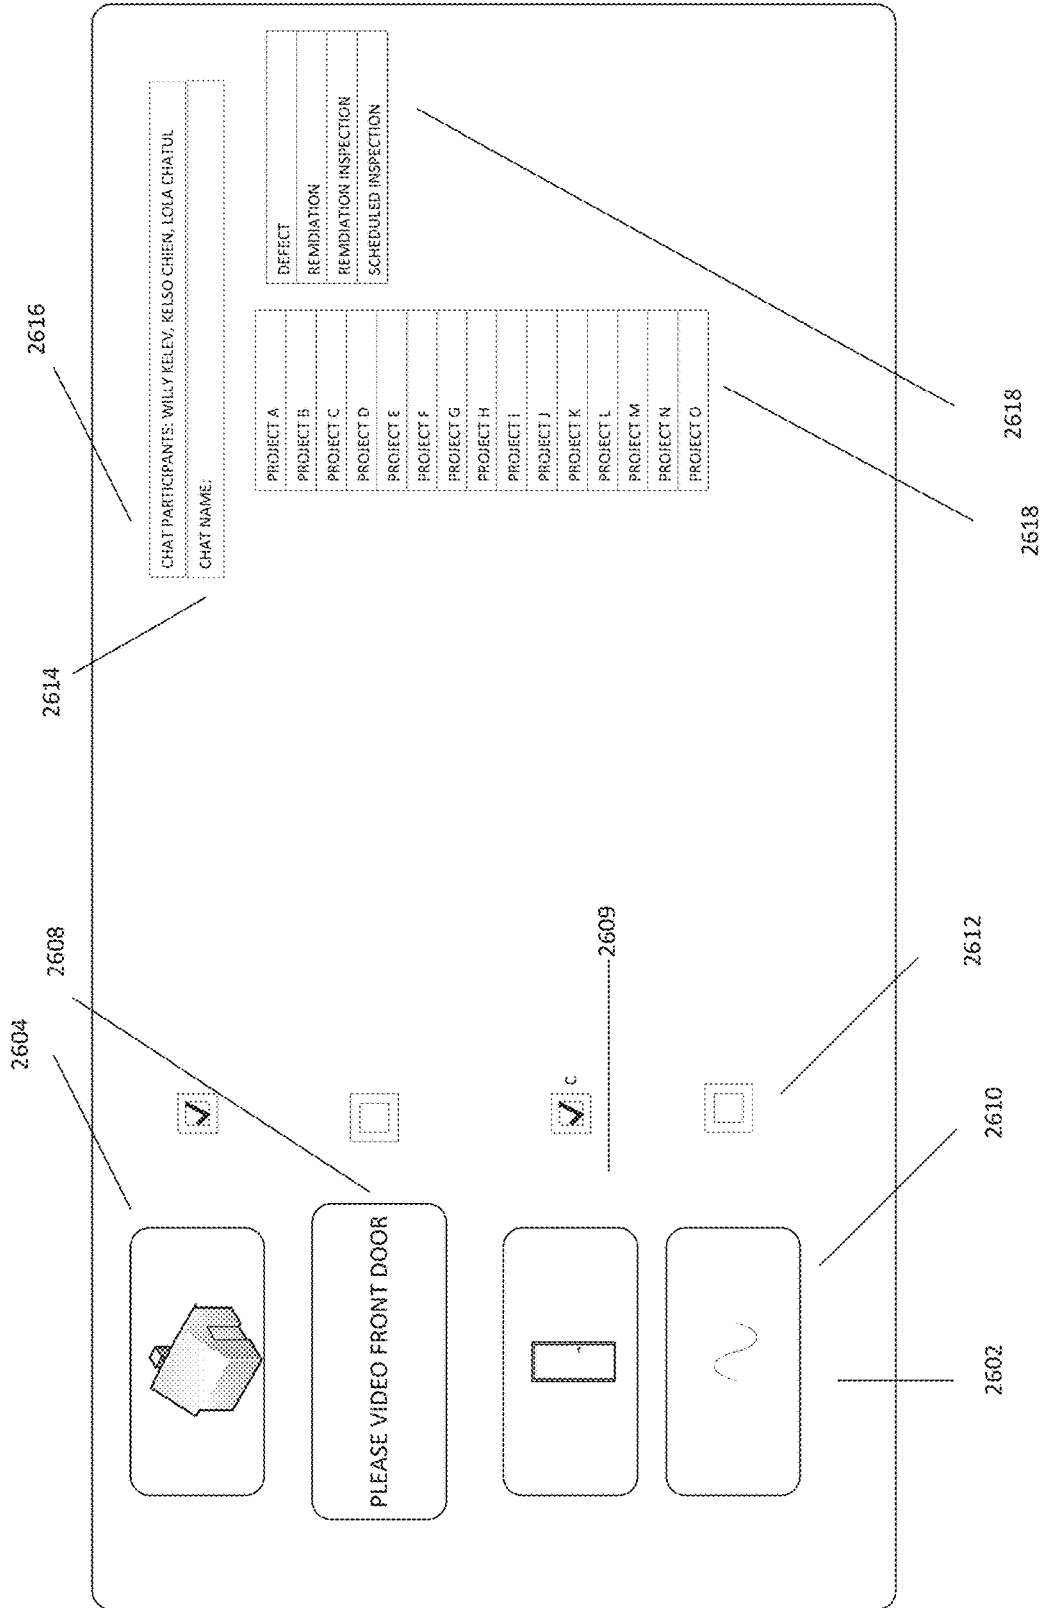 2604
2608
2614
2616
CHAT PARTICIPANTS: WILLY KELEV, KELSO CHIEN, LOLA CHATUL
CHAT NAME:
DEFECT
REMDIATION
REMDIATION INSPECTION
SCHEDULED INSPECTION
PROJECT A
PROJECT B
PROJECT C
PROJECT D
PROJECT E
PROJECT F
PROJECT G
PROJECT H
PROJECT I
PROJECT J
PROJECT K
PROJECT L
PROJECT M
PROJECT N
PROJECT O
PLEASE VIDEO FRONT DOOR
C
2609
2602
2610
2612
2618
2618